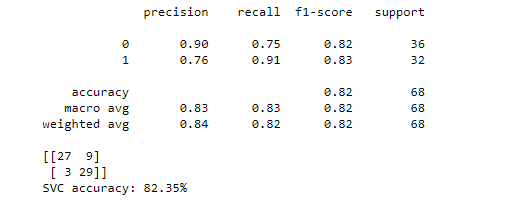 precision recall f1-score support
0 0.90 0.75 0.82 36
1 0.76 0.91 0.83 32
accuracy 0.82 68
macro avg 0.83 0.83 0.82 68
weighted avg 0.84 0.82 0.82 68
[[27 9]
[ 3 29]]
SVC accuracy: 82.35%